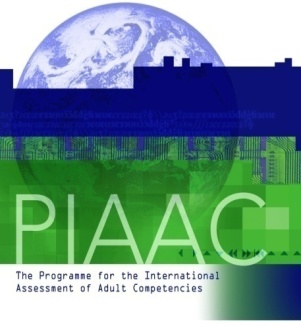 PIAAC
The Programme for the International
Assessment of Adult Competencies